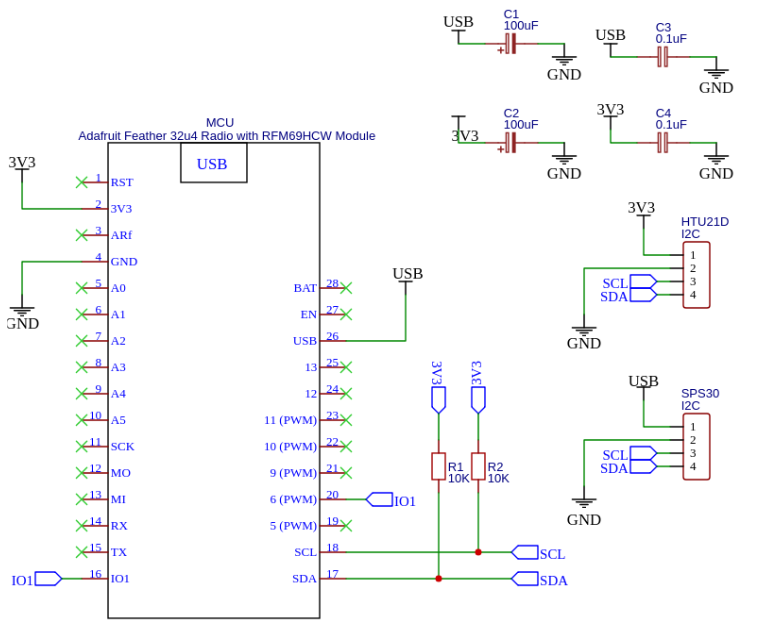 USB
C1
100uF
GND
USB
C3
0.1uF
GND
3V3
C2
100uF
GND
3V3
C4
0.1uF
GND
MCU
Adafruit Feather 32u4 Radio with RFM69HCW Module
USB
3V3
GND
1 RST
2 3V3
3 ARf
4 GND
5 A0
6 A1
7 A2
8 A3
9 A4
10 A5
11 SCK
12 MO
13 MI
14 RX
15 TX
IO1 16 IO1
BAT 28
EN 27
USB 26
13 25
12 24
11 (PWM) 23
10 (PWM) 22
9 (PWM) 21
6 (PWM) 20 IO1
5 (PWM) 19
SCL 18 SCL
SDA 17 SDA
USB
3V3
3V3
R1
10K
R2
10K
3V3
HTU21D
I2C
1
2
SCL 3
SDA 4
GND
USB
SPS30
I2C
1
2
SCL 3
SDA 4
GND